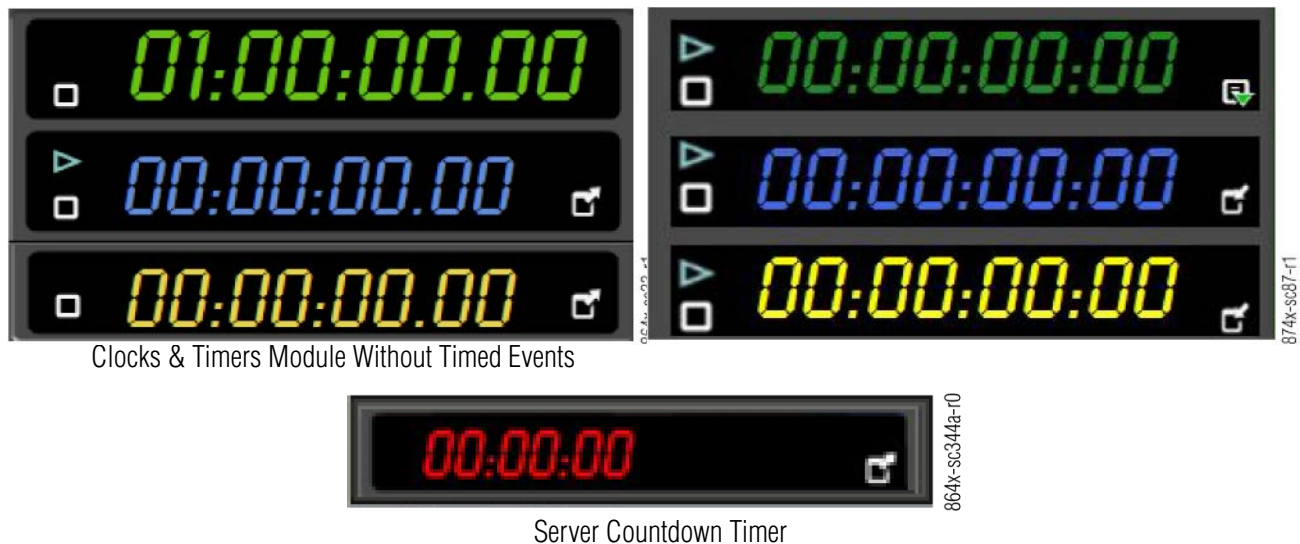 01:00:00.00
00:00:00.00
00:00:00.00
00:00:00:00
00:00:00:00
00:00:00:00
874x-sc87-r1
Clocks & Timers Module Without Timed Events
00:00:00
864x-sc344a-r0
Server Countdown Timer